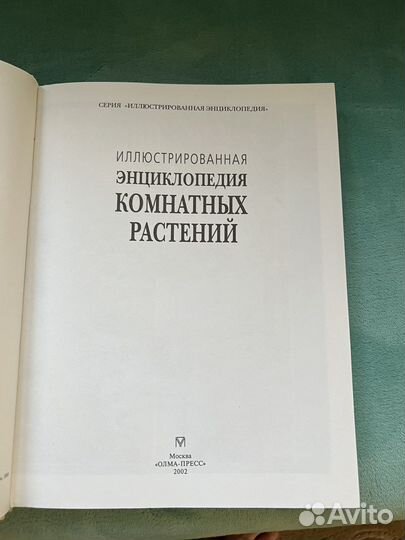 СЕРИЯ «ИЛЛЮСТРИРОВАННАЯ ЭНЦИКЛОПЕДИЯ»
ИЛЛЮСТРИРОВАННАЯ
ЭНЦИКЛОПЕДИЯ
КОМНАТНЫХ
РАСТЕНИЙ
Москва
«ОЛМА-ПРЕСС»
2002
Avito